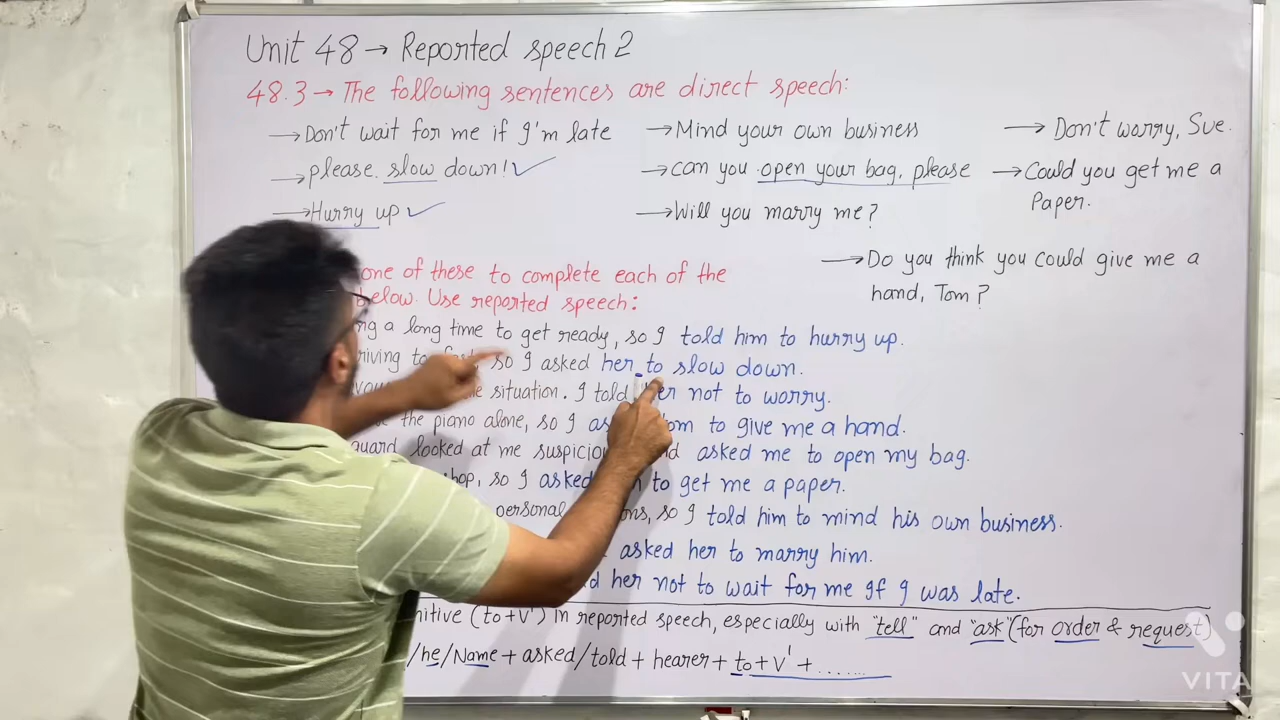 Unit 48 → Reported speech 2
48.3 → The following sentences are direct speech:
→ Don't wait for me if I'm late
→ please. slow down! ✓
→ Hurry up ✓
→ Mind your own business
→ can you open your bag, please
→ Will you marry me?
→ Don't worry, Sue.
→ Could you get me a
Paper.
→ Do you think you could give me a
hand, Tom?
one of these to complete each of the
below. Use reported speech:
a long time to get ready, so I told him to hurry up.
so I asked her to slow down.
situation. I told her not to worry.
the piano alone, so I to give me a hand.
guard looked at me asked me to open my bag.
so I asked to get me a paper.
so I told him to mind his own business.
asked her to marry him.
her not to wait for me If I was late.
(to+V¹) in reported speech, especially with "tell" and "ask" (for order & request)
/he/Name + asked/told + hearer + to + V¹ + .......
VITA